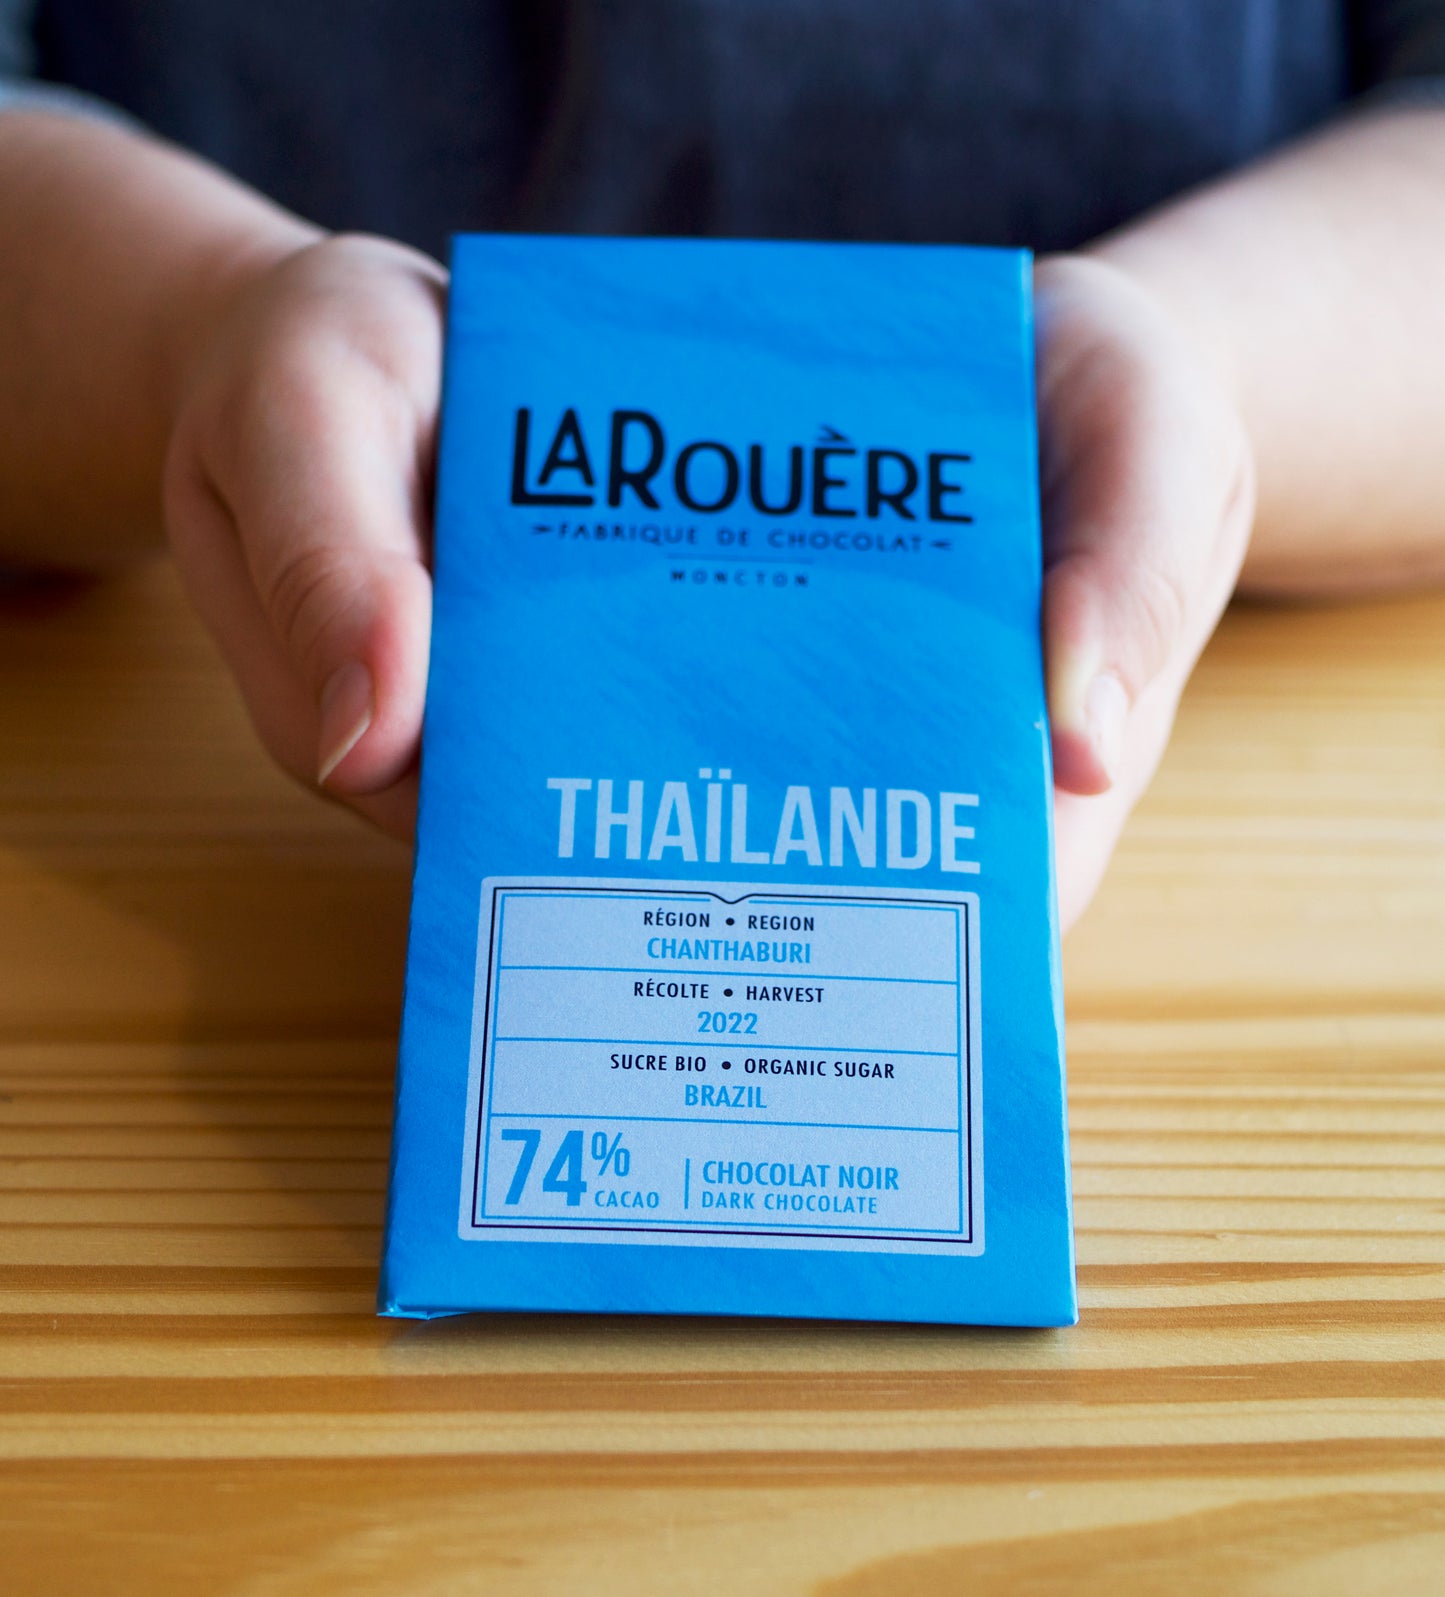 LAROUÈRE
FABRIQUE DE CHOCOLAT
MONCTON
THAÏLANDE
RÉGION • REGION
CHANTHABURI
RÉCOLTE • HARVEST
2022
SUCRE BIO • ORGANIC SUGAR
BRAZIL
74% CACAO
CHOCOLAT NOIR
DARK CHOCOLATE